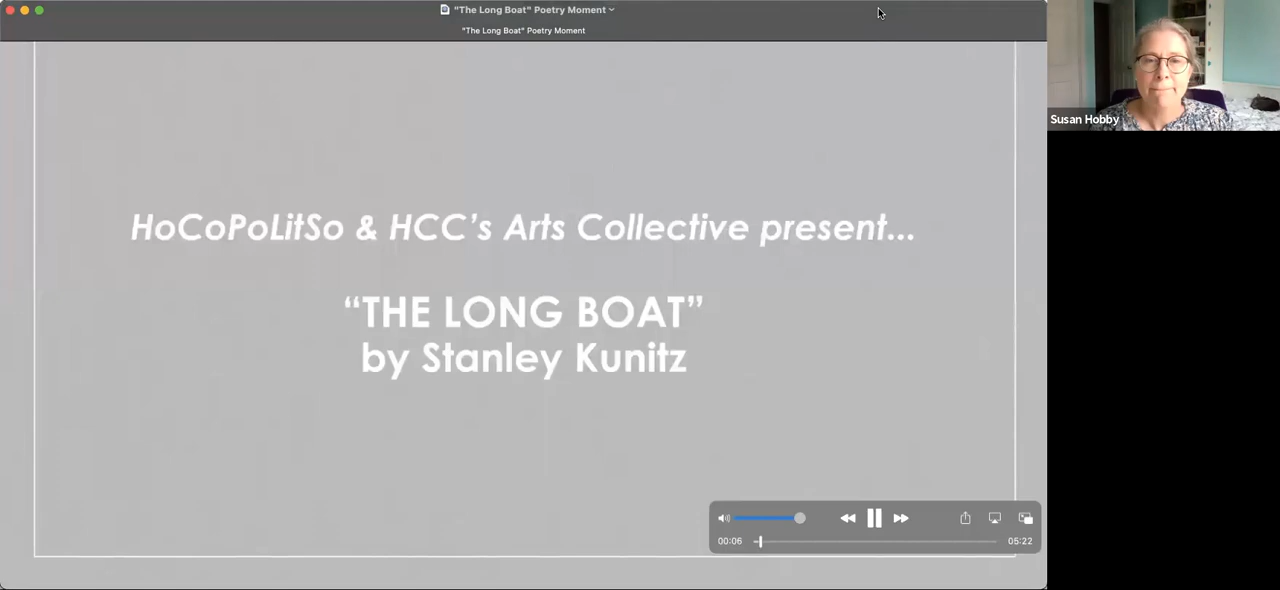 "The Long Boat" Poetry Moment
"The Long Boat" Poetry Moment
HoCoPoLitSo & HCC's Arts Collective present...
“THE LONG BOAT”
by Stanley Kunitz
00:06
05:22
Susan Hobby